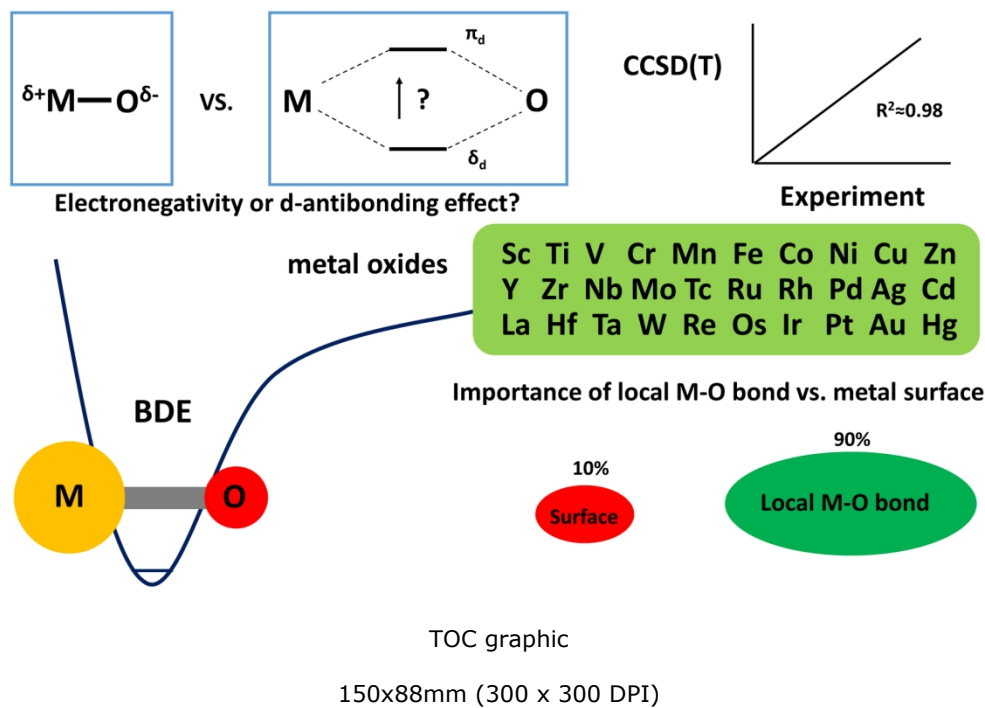 δ+M—Oδ-
vs.
M
πd
?
δd
O
CCSD(T)
R²≈0.98
Experiment
Electronegativity or d-antibonding effect?
metal oxides
Sc Ti V Cr Mn Fe Co Ni Cu Zn
Y Zr Nb Mo Tc Ru Rh Pd Ag Cd
La Hf Ta W Re Os Ir Pt Au Hg
BDE
M
O
Importance of local M-O bond vs. metal surface
10%
Surface
90%
Local M-O bond
TOC graphic
150x88mm (300 x 300 DPI)